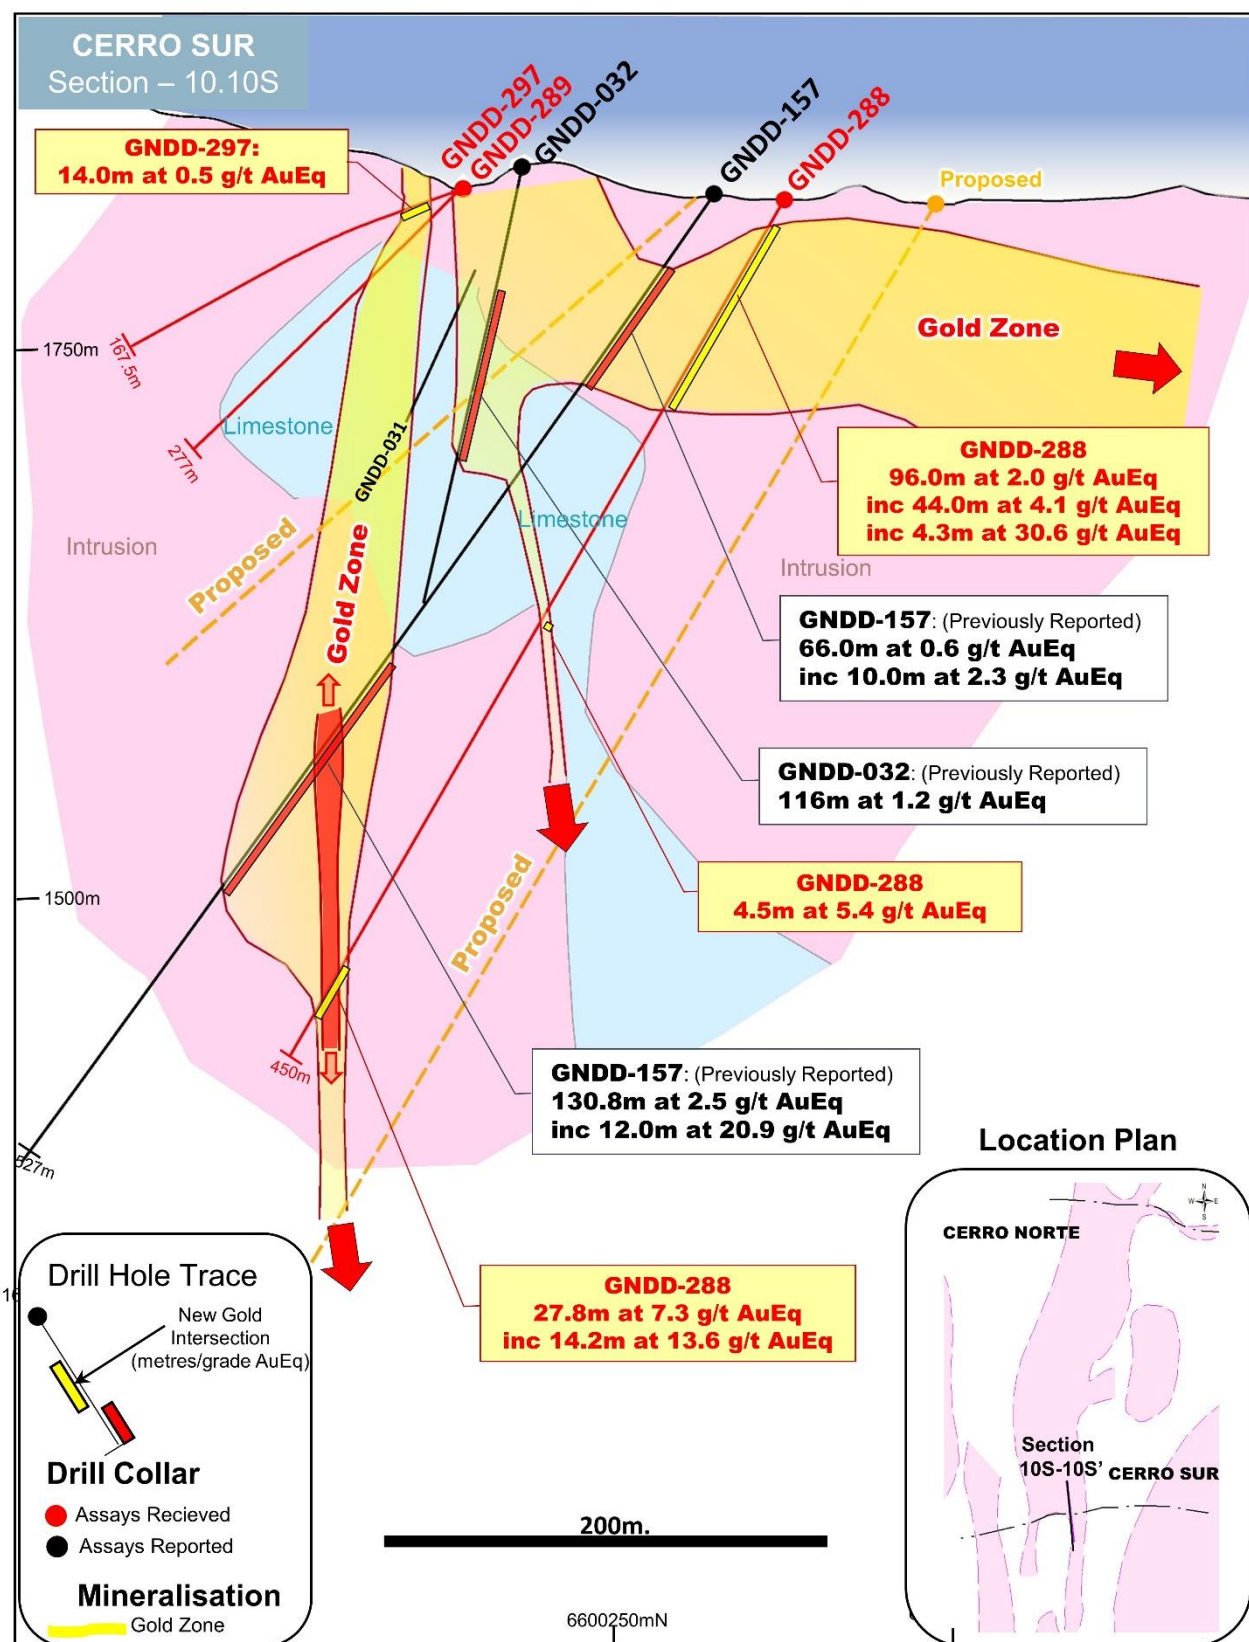 CERRO SUR
Section – 10.10S
GNDD-297
GNDD-289
GNDD-032
GNDD-157
GNDD-288
Proposed
GNDD-297:
14.0m at 0.5 g/t AuEq
1750m
167.5m
277m
Limestone
GNDD-031
Gold Zone
GNDD-288
96.0m at 2.0 g/t AuEq
inc 44.0m at 4.1 g/t AuEq
inc 4.3m at 30.6 g/t AuEq
Limestone
Intrusion
Proposed
Gold Zone
Intrusion
GNDD-157: (Previously Reported)
66.0m at 0.6 g/t AuEq
inc 10.0m at 2.3 g/t AuEq
GNDD-032: (Previously Reported)
116m at 1.2 g/t AuEq
GNDD-288
4.5m at 5.4 g/t AuEq
1500m
Proposed
450m
527m
GNDD-157: (Previously Reported)
130.8m at 2.5 g/t AuEq
inc 12.0m at 20.9 g/t AuEq
GNDD-288
27.8m at 7.3 g/t AuEq
inc 14.2m at 13.6 g/t AuEq
Location Plan
N
W E
S
CERRO NORTE
Section
10S-10S'
CERRO SUR
Drill Hole Trace
New Gold
Intersection
(metres/grade AuEq)
Drill Collar
Assays Recieved
Assays Reported
Mineralisation
Gold Zone
200m.
6600250mN